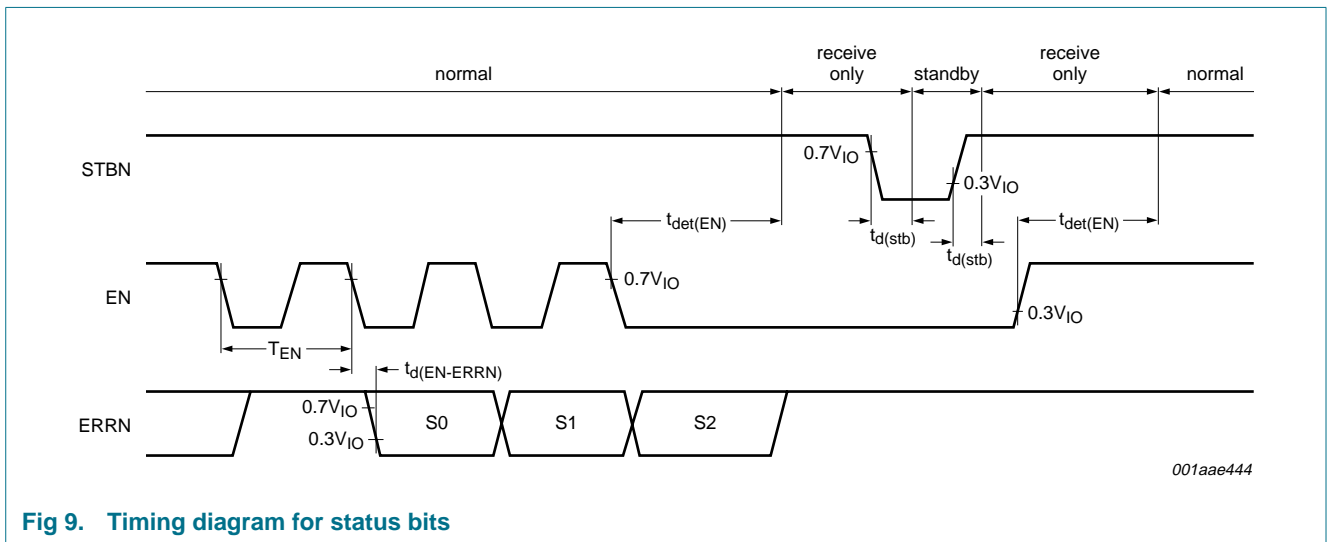 normal
receive
only
standby
receive
only
normal
STBN
0.7VIO
0.3VIO
tdet(EN)
td(stb)
td(stb)
tdet(EN)
EN
0.7VIO
0.3VIO
TEN
td(EN-ERRN)
ERRN
0.7VIO
0.3VIO
S0
S1
S2
001aae444
Fig 9. Timing diagram for status bits